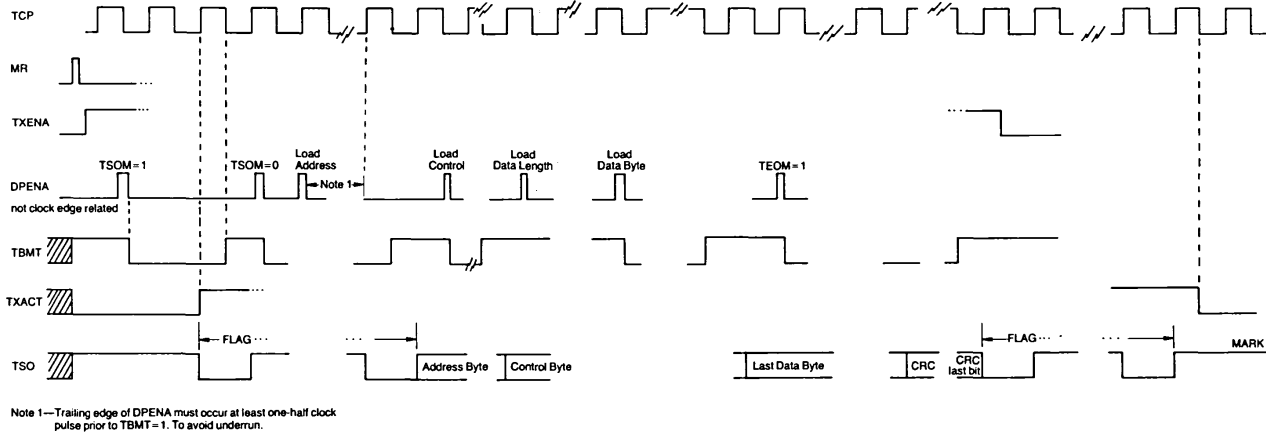 TCP
MR
TXENA
TSOM=1
TSOM=0
Load
Address
Load
Control
Load
Data Length
Load
Data Byte
TEOM=1
DPENA
Note 1
not clock edge related
TBMT
TXACT
FLAG
FLAG
MARK
TSO
Address Byte
Control Byte
Last Data Byte
CRC
CRC
last bit
Note 1—Trailing edge of DPENA must occur at least one-half clock
pulse prior to TBMT=1. To avoid underrun.